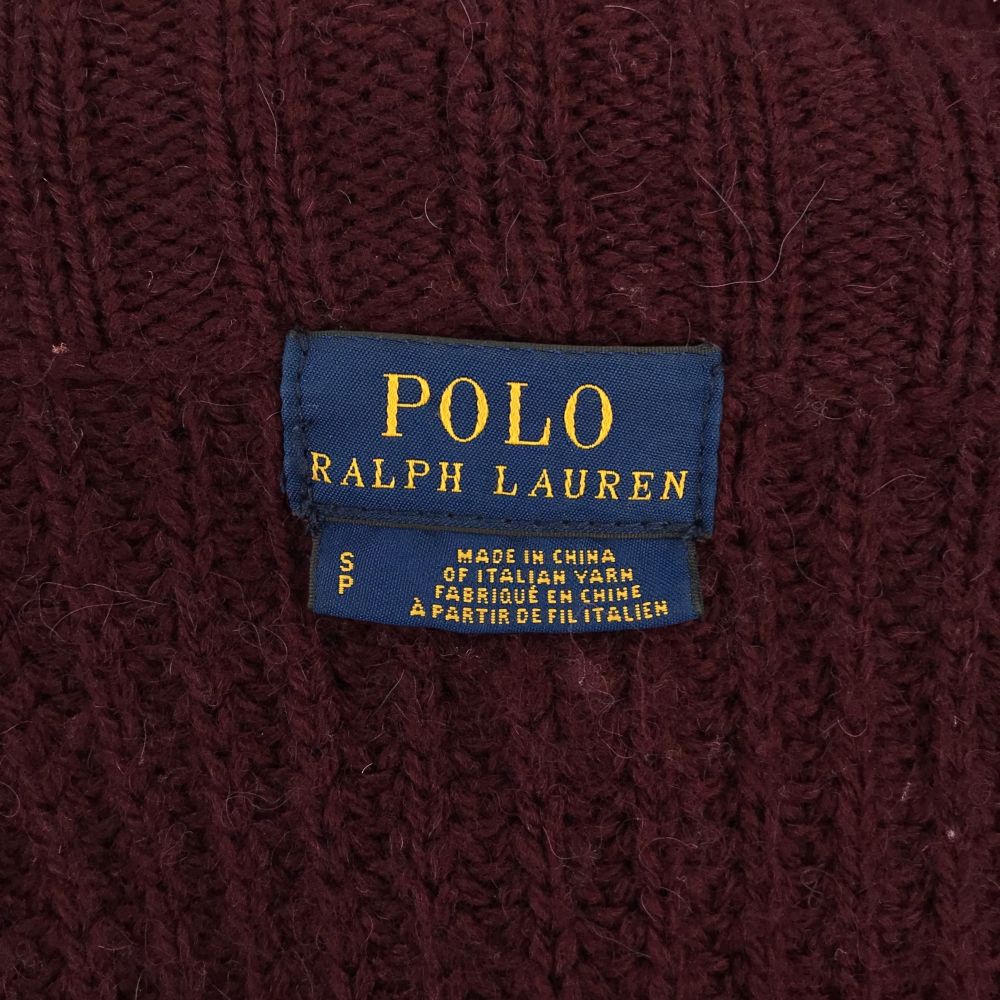 POLO
RALPH LAUREN
S
P
MADE IN CHINA
OF ITALIAN YARN
FABRIQUÉ EN CHINE
À PARTIR DE FIL ITALIEN